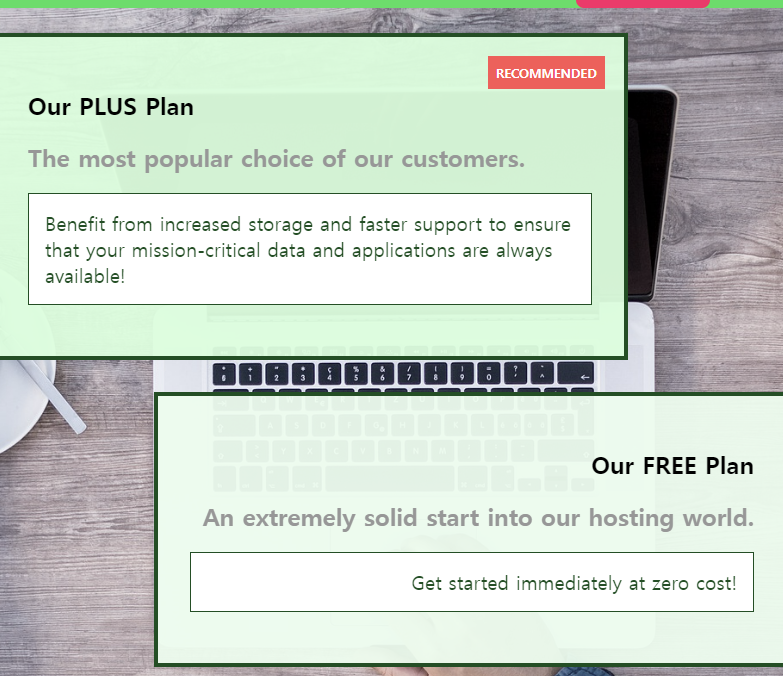 RECOMMENDED
Our PLUS Plan
The most popular choice of our customers.
Benefit from increased storage and faster support to ensure
that your mission-critical data and applications are always
available!
Our FREE Plan
An extremely solid start into our hosting world.
Get started immediately at zero cost!